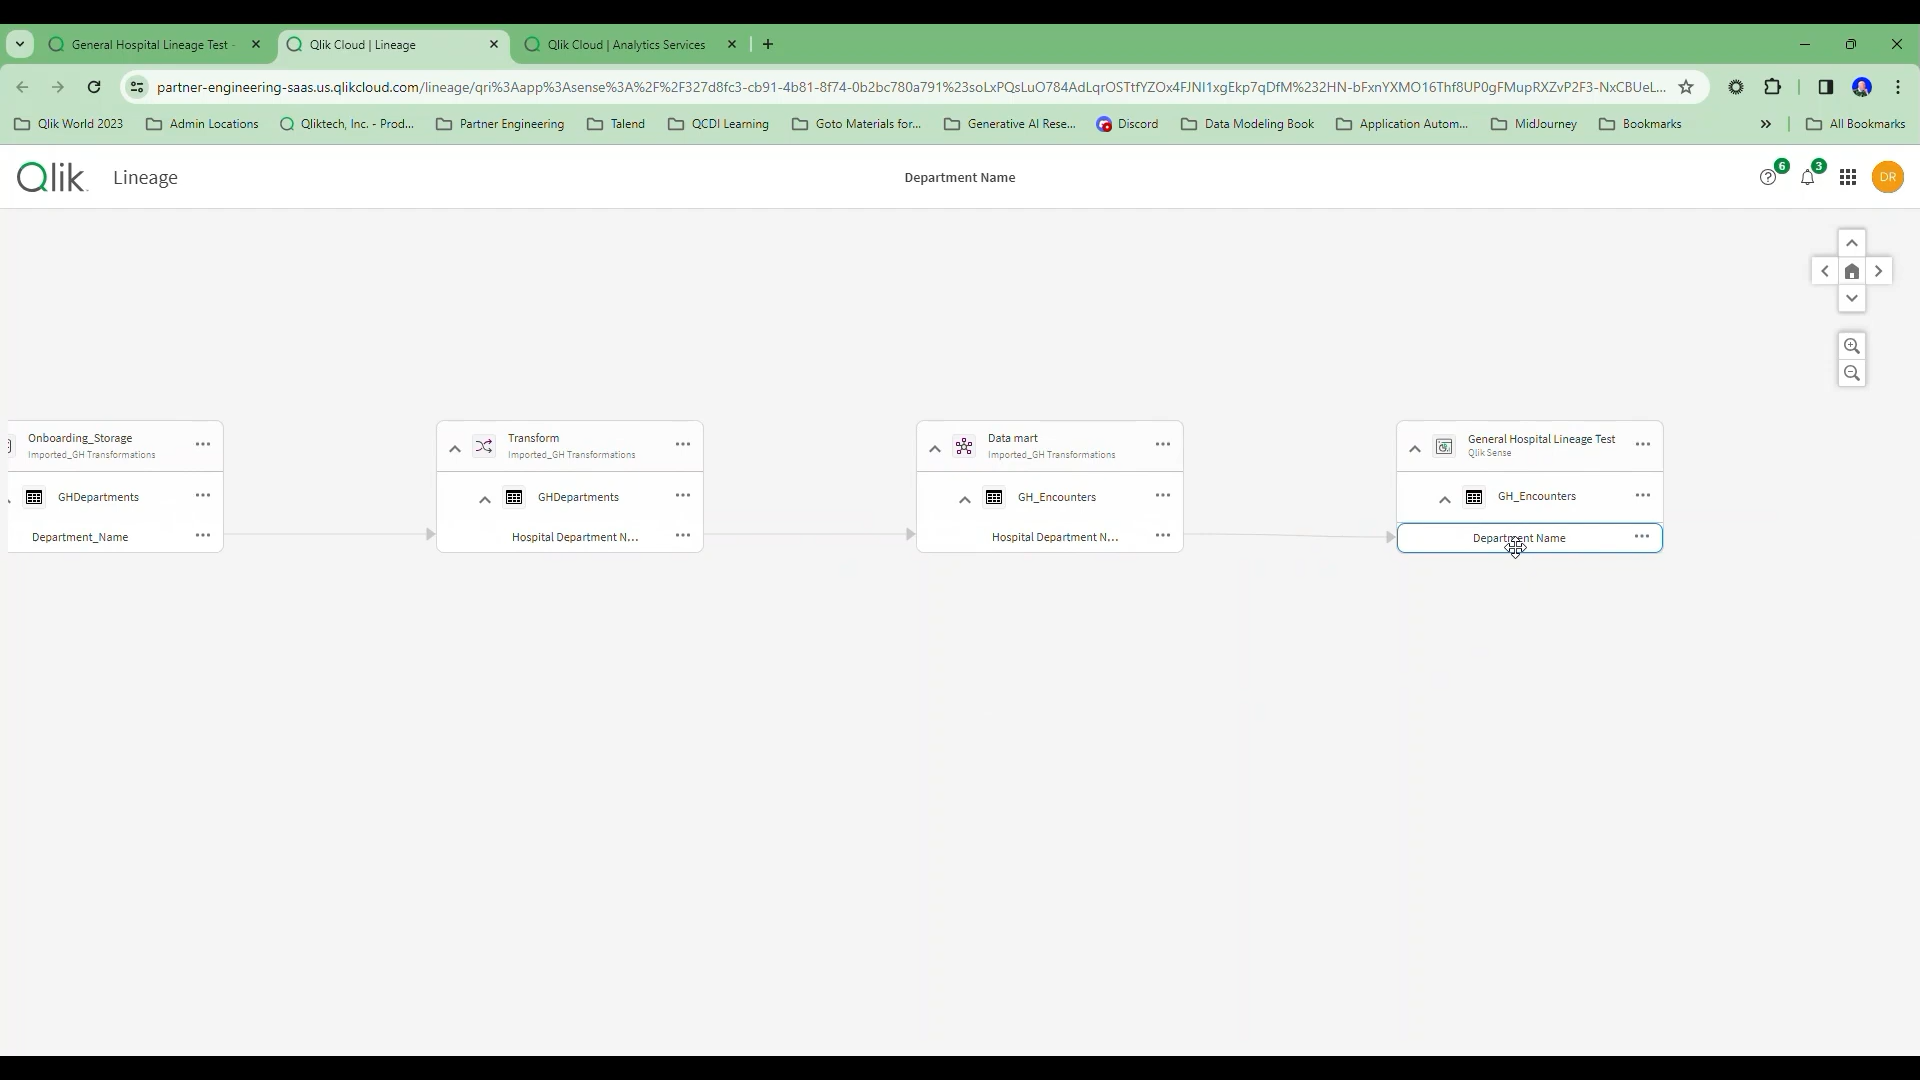 General Hospital Lineage Test -
Qlik Cloud | Lineage
Qlik Cloud | Analytics Services
partner-engineering-saas.us.qlikcloud.com/lineage/qri%3Aapp%3Asense%3A%2F%2F327d8fc3-cb91-4b81-8f74-0b2bc780a791%23soLxPQsLuO784AdLqrOSTtfYZOx4FJNI1xgEkp7qDfM%232HN-bFxnYXMO16Thf8UP0gFMupRXZvP2F3-NxCBUeL...
Qlik World 2023
Admin Locations
Qliktech, Inc. - Prod...
Partner Engineering
Talend
QCDI Learning
Goto Materials for...
Generative AI Rese...
Discord
Data Modeling Book
Application Autom...
MidJourney
Bookmarks
All Bookmarks
Qlik
Lineage
Department Name
6
3
DR
Onboarding_Storage
Imported_GH Transformations
GHDepartments
Department_Name
Transform
Imported_GH Transformations
GHDepartments
Hospital Department N...
Data mart
Imported_GH Transformations
GH_Encounters
Hospital Department N...
General Hospital Lineage Test
Qlik Sense
GH_Encounters
Department Name